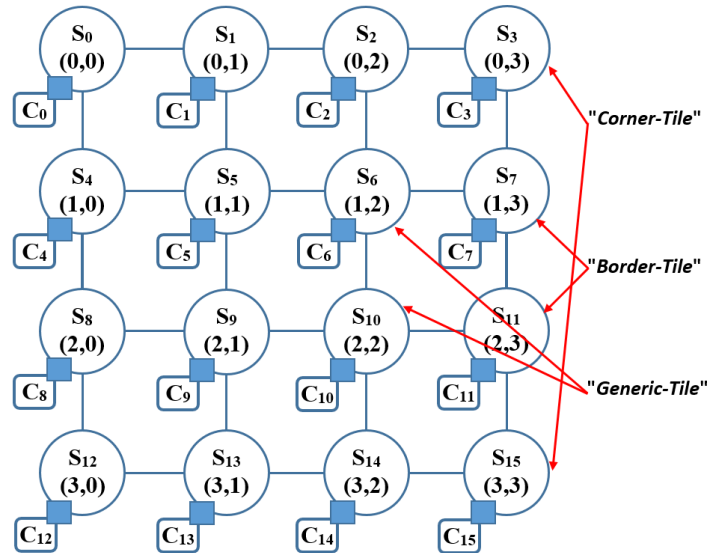 S₀ S₁ S₂ S₃
(0,0) (0,1) (0,2) (0,3)
C₀ C₁ C₂ C₃
"Corner-Tile"
S₄ S₅ S₆ S₇
(1,0) (1,1) (1,2) (1,3)
C₄ C₅ C₆ C₇
"Border-Tile"
S₈ S₉ S₁₀ S₁₁
(2,0) (2,1) (2,2) (2,3)
C₈ C₉ C₁₀ C₁₁
"Generic-Tile"
S₁₂ S₁₃ S₁₄ S₁₅
(3,0) (3,1) (3,2) (3,3)
C₁₂ C₁₃ C₁₄ C₁₅